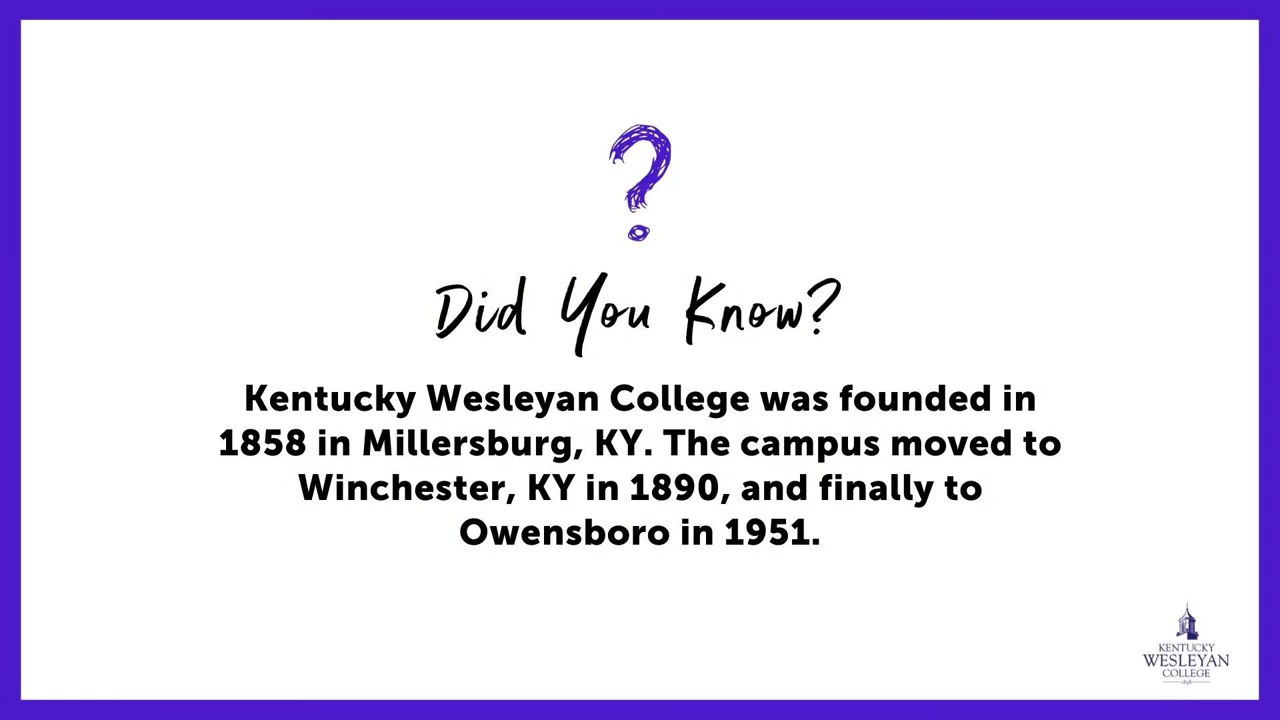 ?
Did You Know?
Kentucky Wesleyan College was founded in
1858 in Millersburg, KY. The campus moved to
Winchester, KY in 1890, and finally to
Owensboro in 1951.
KENTUCKY
WESLEYAN
COLLEGE
1858